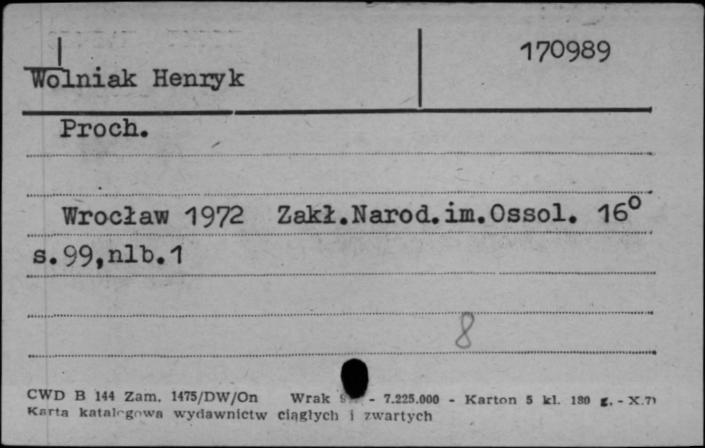 170989
Wolniak Henryk
Proch.
Wrocław 1972 Zakł.Narod.im.Ossol. 16°
s.99,nlb.1
8
CWD B 144 Zam. 1475/DW/On Wrak - 7.225.000 - Karton 5 kl. 180 g. - X.71
Karta katalogowa wydawnictw ciągłych i zwartych